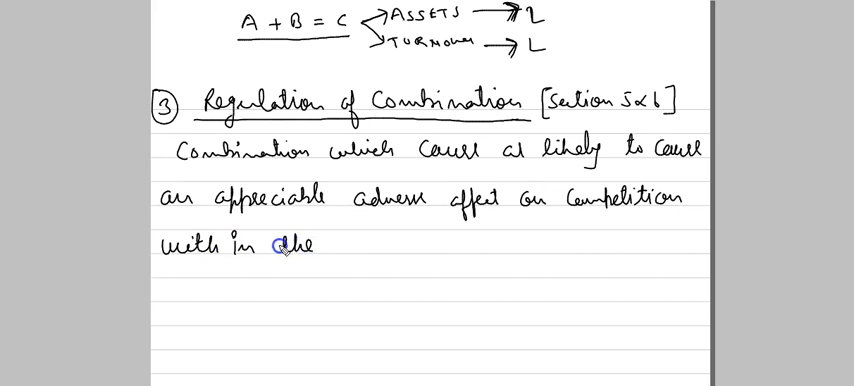 A + B = C
ASSETS
TURNOVER
3 Regulation of Combination [Section 5 & 6]
Combination which cause or likely to cause
an appreciable adverse affect on Competition
with in the